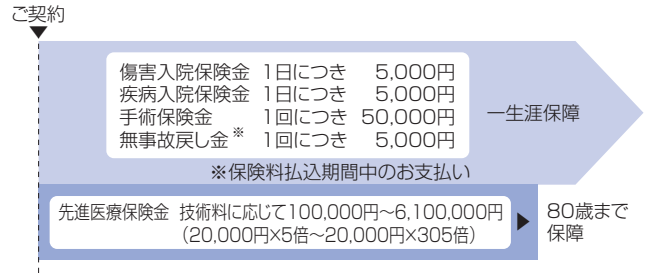 ご契約
傷害入院保険金 1日につき 5,000円
疾病入院保険金 1日につき 5,000円
手術保険金 1回につき 50,000円
無事故戻し金※ 1回につき 5,000円
一生涯保障
※保険料払込期間中のお支払い
先進医療保険金 技術料に応じて100,000円～6,100,000円
（20,000円×5倍～20,000円×305倍）
80歳まで
保障